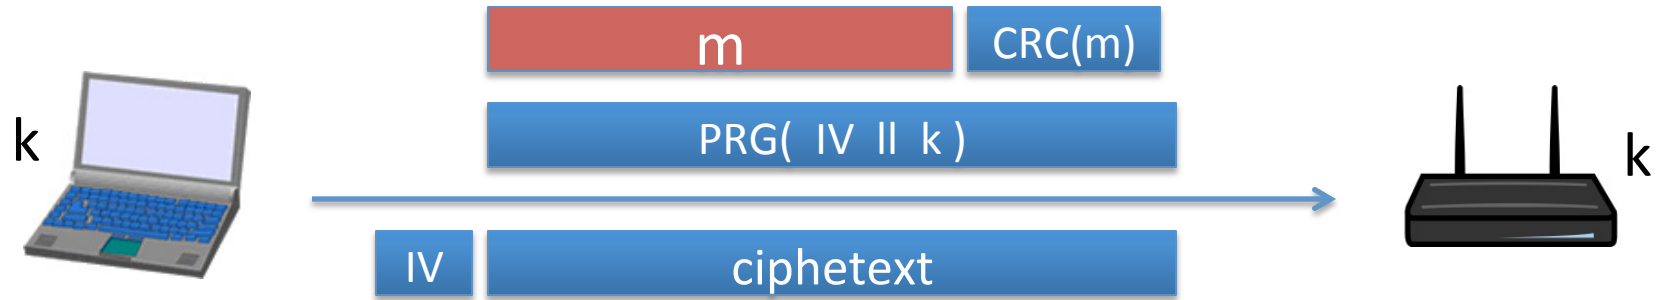 m
CRC(m)
k
PRG( IV ll k )
k
IV
ciphetext